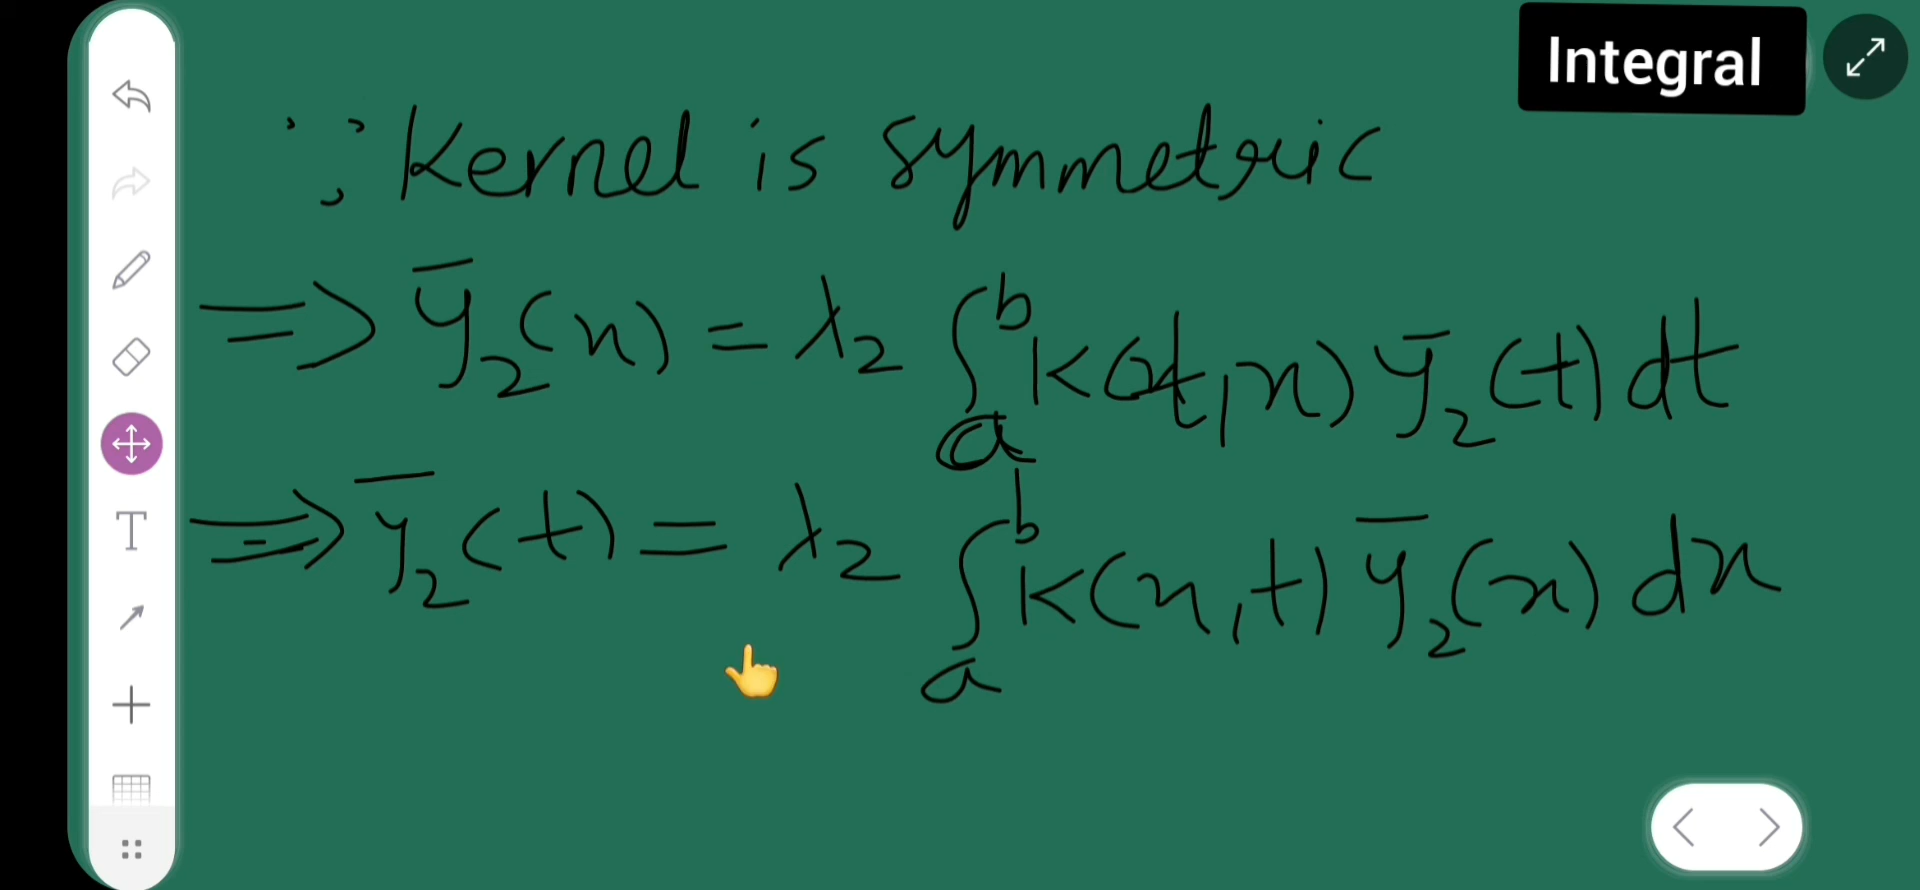 Integral
∵ Kernel is symmetric
⇒ ȳ₂(x) = λ₂ ∫ₐᵇ K(t,x) ȳ₂(t) dt
⇒ ȳ₂(t) = λ₂ ∫ₐᵇ K(x,t) ȳ₂(x) dx
T